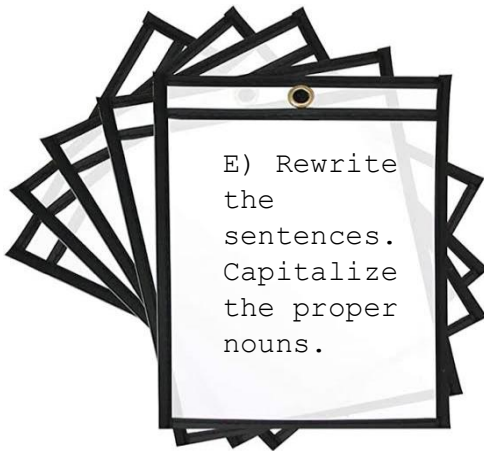 E) Rewrite
the
sentences.
Capitalize
the proper
nouns.